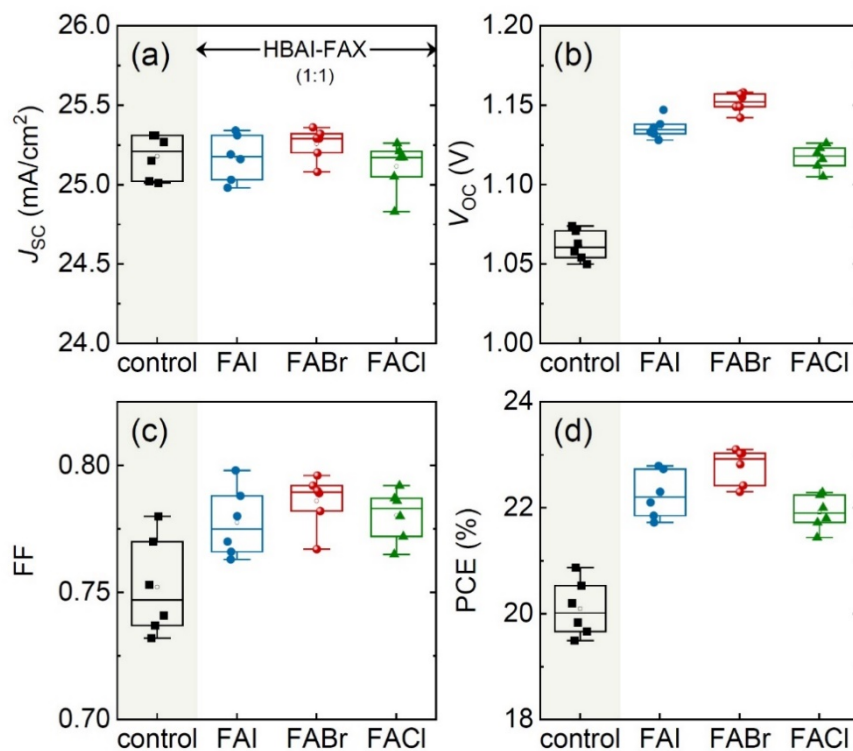 26.0
25.5
25.0
24.5
24.0
J_SC (mA/cm²)
(a)
HBAI-FAX
(1:1)
control FAI FABr FACl
1.20
1.15
1.10
1.05
1.00
V_OC (V)
(b)
control FAI FABr FACl
0.80
0.75
0.70
FF
(c)
control FAI FABr FACl
24
22
20
18
PCE (%)
(d)
control FAI FABr FACl